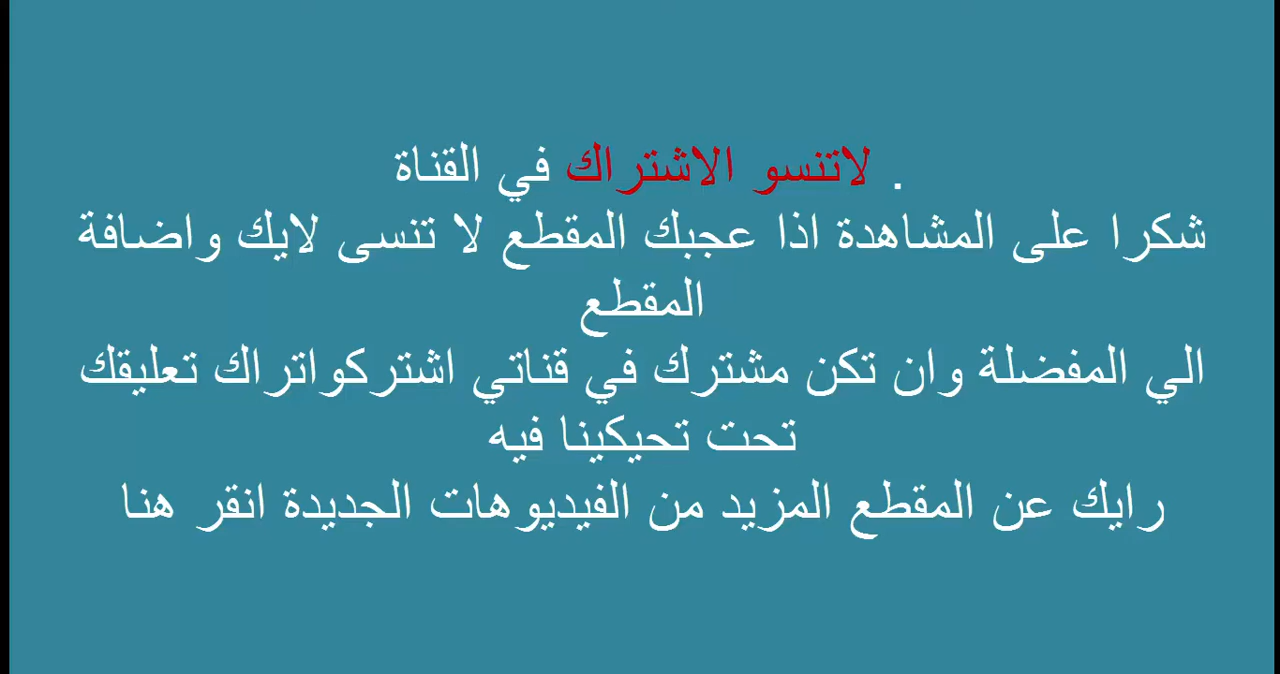 . لاتنسو الاشتراك في القناة
شكرا على المشاهدة اذا عجبك المقطع لا تنسى لايك واضافة
المقطع
الي المفضلة وان تكن مشترك في قناتي اشتركواتراك تعليقك
تحت تحيكينا فيه
رايك عن المقطع المزيد من الفيديوهات الجديدة انقر هنا